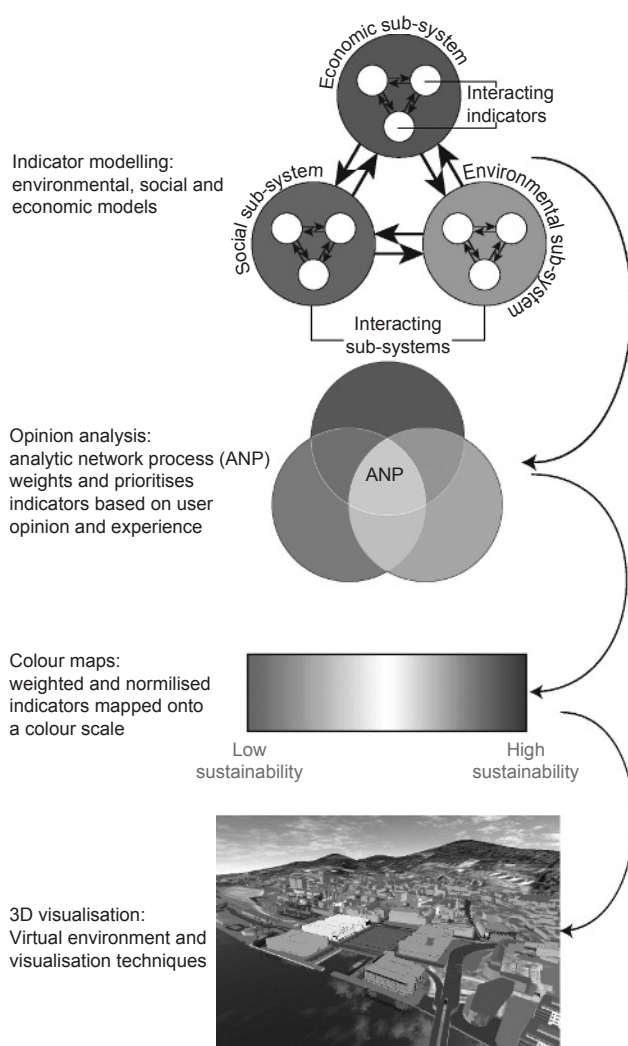 Economic sub-system
Interacting
indicators
Indicator modelling:
environmental, social and
economic models
Social sub-system
Environmental sub-system
Interacting
sub-systems
Opinion analysis:
analytic network process (ANP)
weights and prioritises
indicators based on user
opinion and experience
ANP
Colour maps:
weighted and normilised
indicators mapped onto
a colour scale
Low
sustainability
High
sustainability
3D visualisation:
Virtual environment and
visualisation techniques